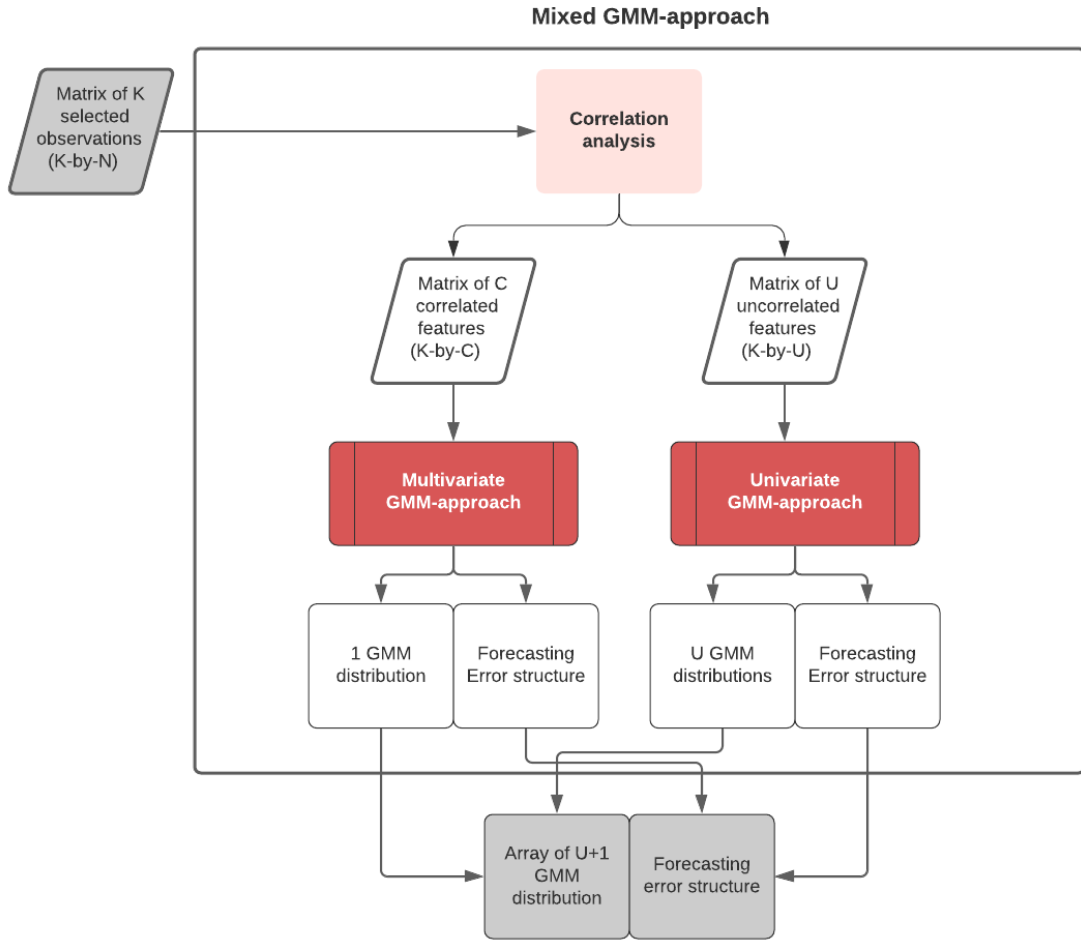 Mixed GMM-approach
Matrix of K
selected
observations
(K-by-N)
Correlation
analysis
Matrix of C
correlated
features
(K-by-C)
Matrix of U
uncorrelated
features
(K-by-U)
Multivariate
GMM-approach
Univariate
GMM-approach
1 GMM
distribution
Forecasting
Error structure
U GMM
distributions
Forecasting
Error structure
Array of U+1
GMM
distribution
Forecasting
error structure